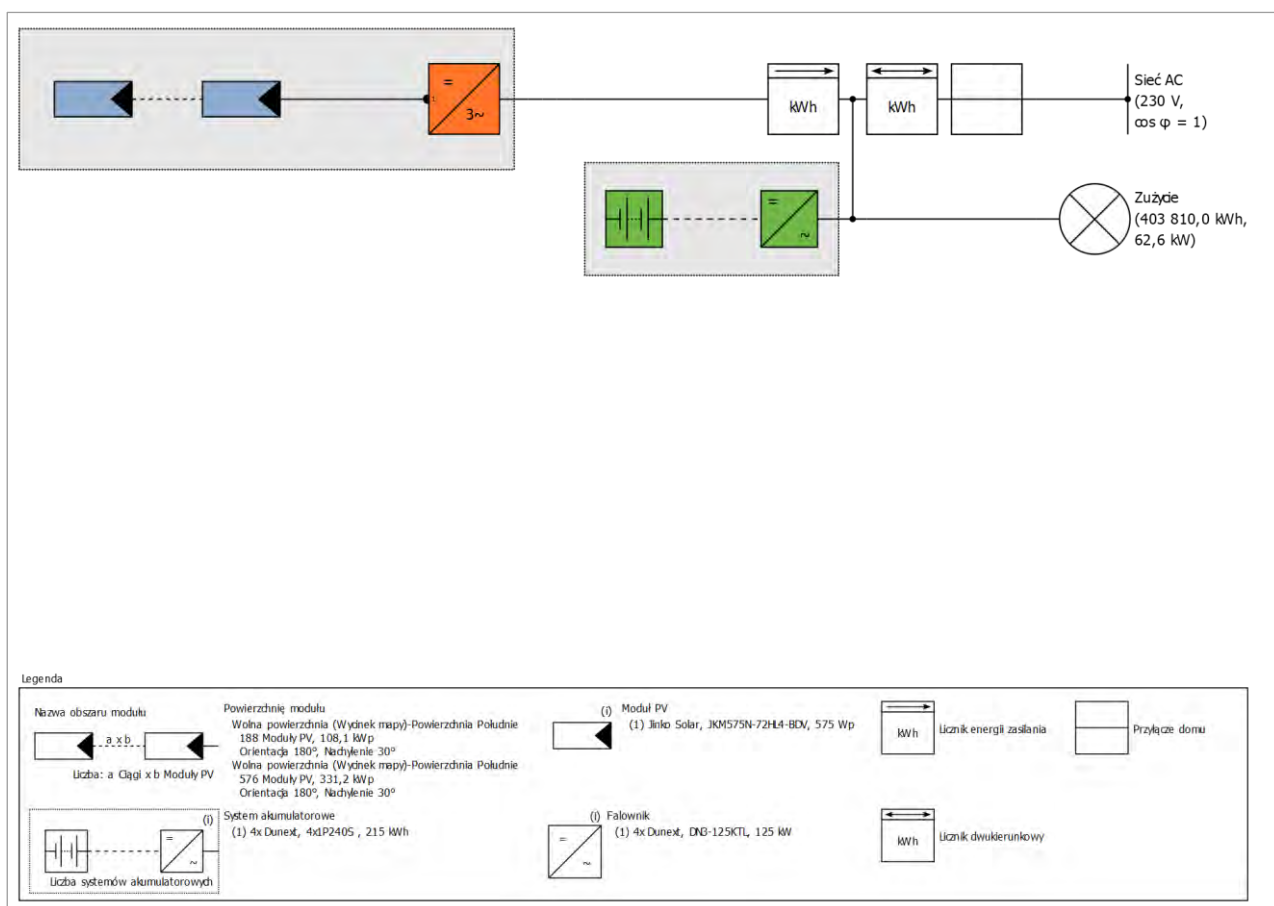 =
3~
kWh
kWh
Sieć AC
(230 V,
cos φ = 1)
=
~
Zużycie
(403 810,0 kWh,
62,6 kW)
Legenda
Nazwa obszaru modułu
a x b
Liczba: a Ciągi x b Moduły PV
Powierzchnię modułu
Wolna powierzchnia (Wycinek mapy)-Powierzchnia Południe
188 Moduły PV, 108,1 kWp
Orientacja 180°, Nachylenie 30°
Wolna powierzchnia (Wycinek mapy)-Powierzchnia Południe
576 Moduły PV, 331,2 kWp
Orientacja 180°, Nachylenie 30°
(i) Moduł PV
(1) Jinko Solar, JKM575N-72HL4-BDV, 575 Wp
kWh
Licznik energii zasilania
Przyłącze domu
(i)
=
~
Liczba systemów akumulatorowych
System akumulatorowe
(1) 4x Dunext, 4x1P240S , 215 kWh
(i) Falownik
=
~
(1) 4x Dunext, DN3-125KTL, 125 kW
kWh
Licznik dwukierunkowy